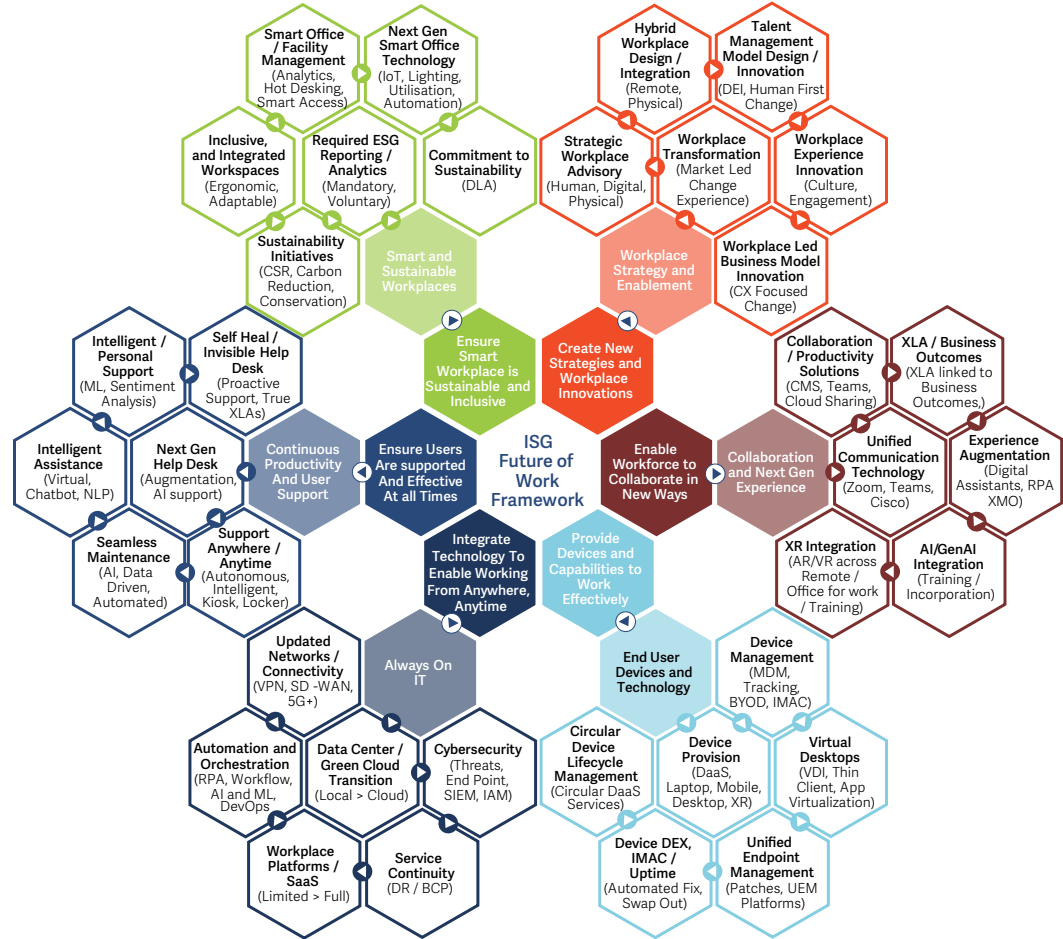 Smart Office
/ Facility
Management
(Analytics,
Hot Desking,
Smart Access)
Next Gen
Smart Office
Technology
(IoT, Lighting,
Utilisation,
Automation)
Inclusive,
and Integrated
Workspaces
(Ergonomic,
Adaptable)
Required ESG
Reporting /
Analytics
(Mandatory,
Voluntary)
Commitment to
Sustainability
(DLA)
Sustainability
Initiatives
(CSR, Carbon
Reduction,
Conservation)
Smart and
Sustainable
Workplaces
Ensure
Smart
Workplace is
Sustainable and
Inclusive
Hybrid
Workplace
Design /
Integration
(Remote,
Physical)
Talent
Management
Model Design /
Innovation
(DEI, Human First
Change)
Strategic
Workplace
Advisory
(Human, Digital,
Physical)
Workplace
Transformation
(Market Led
Change
Experience)
Workplace
Experience
Innovation
(Culture,
Engagement)
Workplace
Strategy and
Enablement
Workplace Led
Business Model
Innovation
(CX Focused
Change)
Create New
Strategies and
Workplace
Innovations
Intelligent /
Personal
Support
(ML, Sentiment
Analysis)
Self Heal /
Invisible Help
Desk
(Proactive
Support, True
XLAs)
Intelligent
Assistance
(Virtual,
Chatbot, NLP)
Next Gen
Help Desk
(Augmentation,
AI support)
Continuous
Productivity
And User
Support
Ensure Users
Are supported
And Effective
At all Times
Seamless
Maintenance
(AI, Data
Driven,
Automated)
Support
Anywhere /
Anytime
(Autonomous,
Intelligent,
Kiosk, Locker)
ISG
Future of
Work
Framework
Enable
Workforce to
Collaborate in
New Ways
Collaboration
and Next Gen
Experience
Collaboration
/ Productivity
Solutions
(CMS, Teams,
Cloud Sharing)
XLA / Business
Outcomes
(XLA linked to
Business
Outcomes,)
Unified
Communication
Technology
(Zoom, Teams,
Cisco)
Experience
Augmentation
(Digital
Assistants, RPA
XMO)
XR Integration
(AR/VR across
Remote /
Office for work
/ Training)
AI/GenAI
Integration
(Training /
Incorporation)
Integrate
Technology To
Enable Working
From Anywhere,
Anytime
Provide
Devices and
Capabilities to
Work
Effectively
Updated
Networks /
Connectivity
(VPN, SD -WAN,
5G+)
Always On
IT
Automation and
Orchestration
(RPA, Workflow,
AI and ML,
DevOps
Data Center /
Green Cloud
Transition
(Local > Cloud)
Cybersecurity
(Threats,
End Point,
SIEM, IAM)
Workplace
Platforms /
SaaS
(Limited > Full)
Service
Continuity
(DR / BCP)
End User
Devices and
Technology
Device
Management
(MDM,
Tracking,
BYOD, IMAC)
Circular
Device
Lifecycle
Management
(Circular DaaS
Services)
Device
Provision
(DaaS,
Laptop, Mobile,
Desktop, XR)
Virtual
Desktops
(VDI, Thin
Client, App
Virtualization)
Device DEX,
IMAC /
Uptime
(Automated Fix,
Swap Out)
Unified
Endpoint
Management
(Patches, UEM
Platforms)